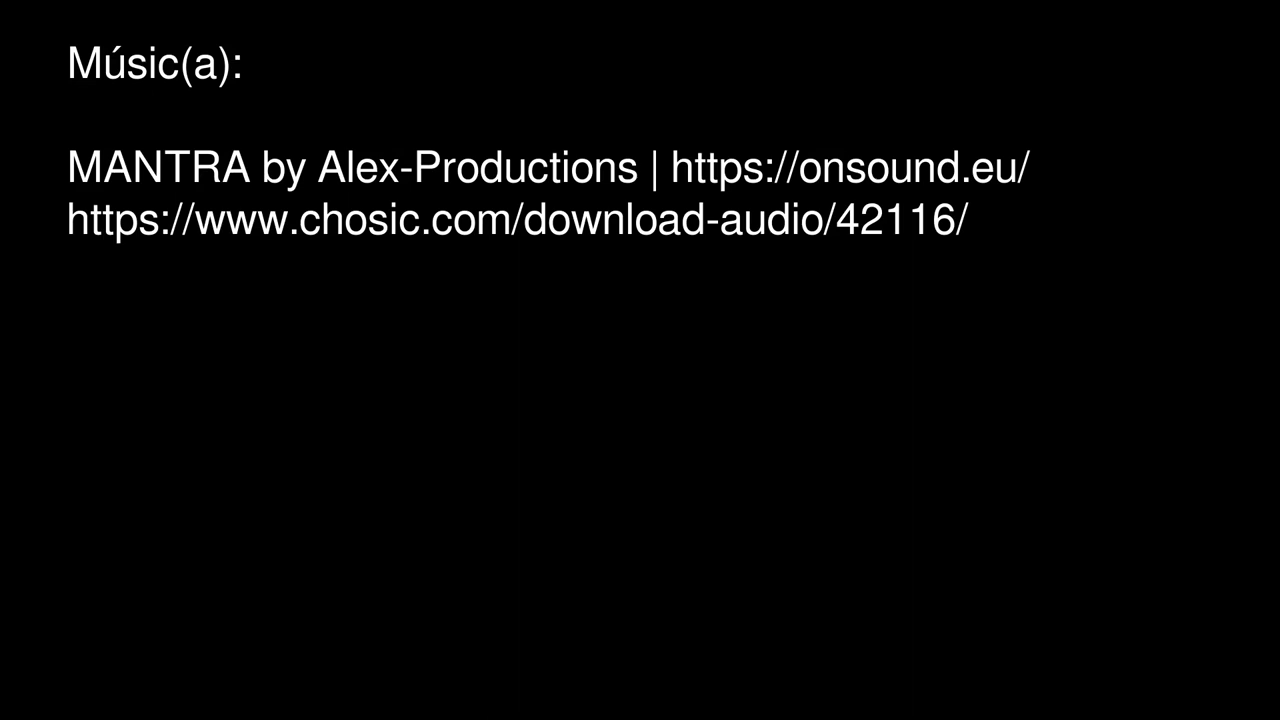 Músic(a):
MANTRA by Alex-Productions | https://onsound.eu/
https://www.chosic.com/download-audio/42116/